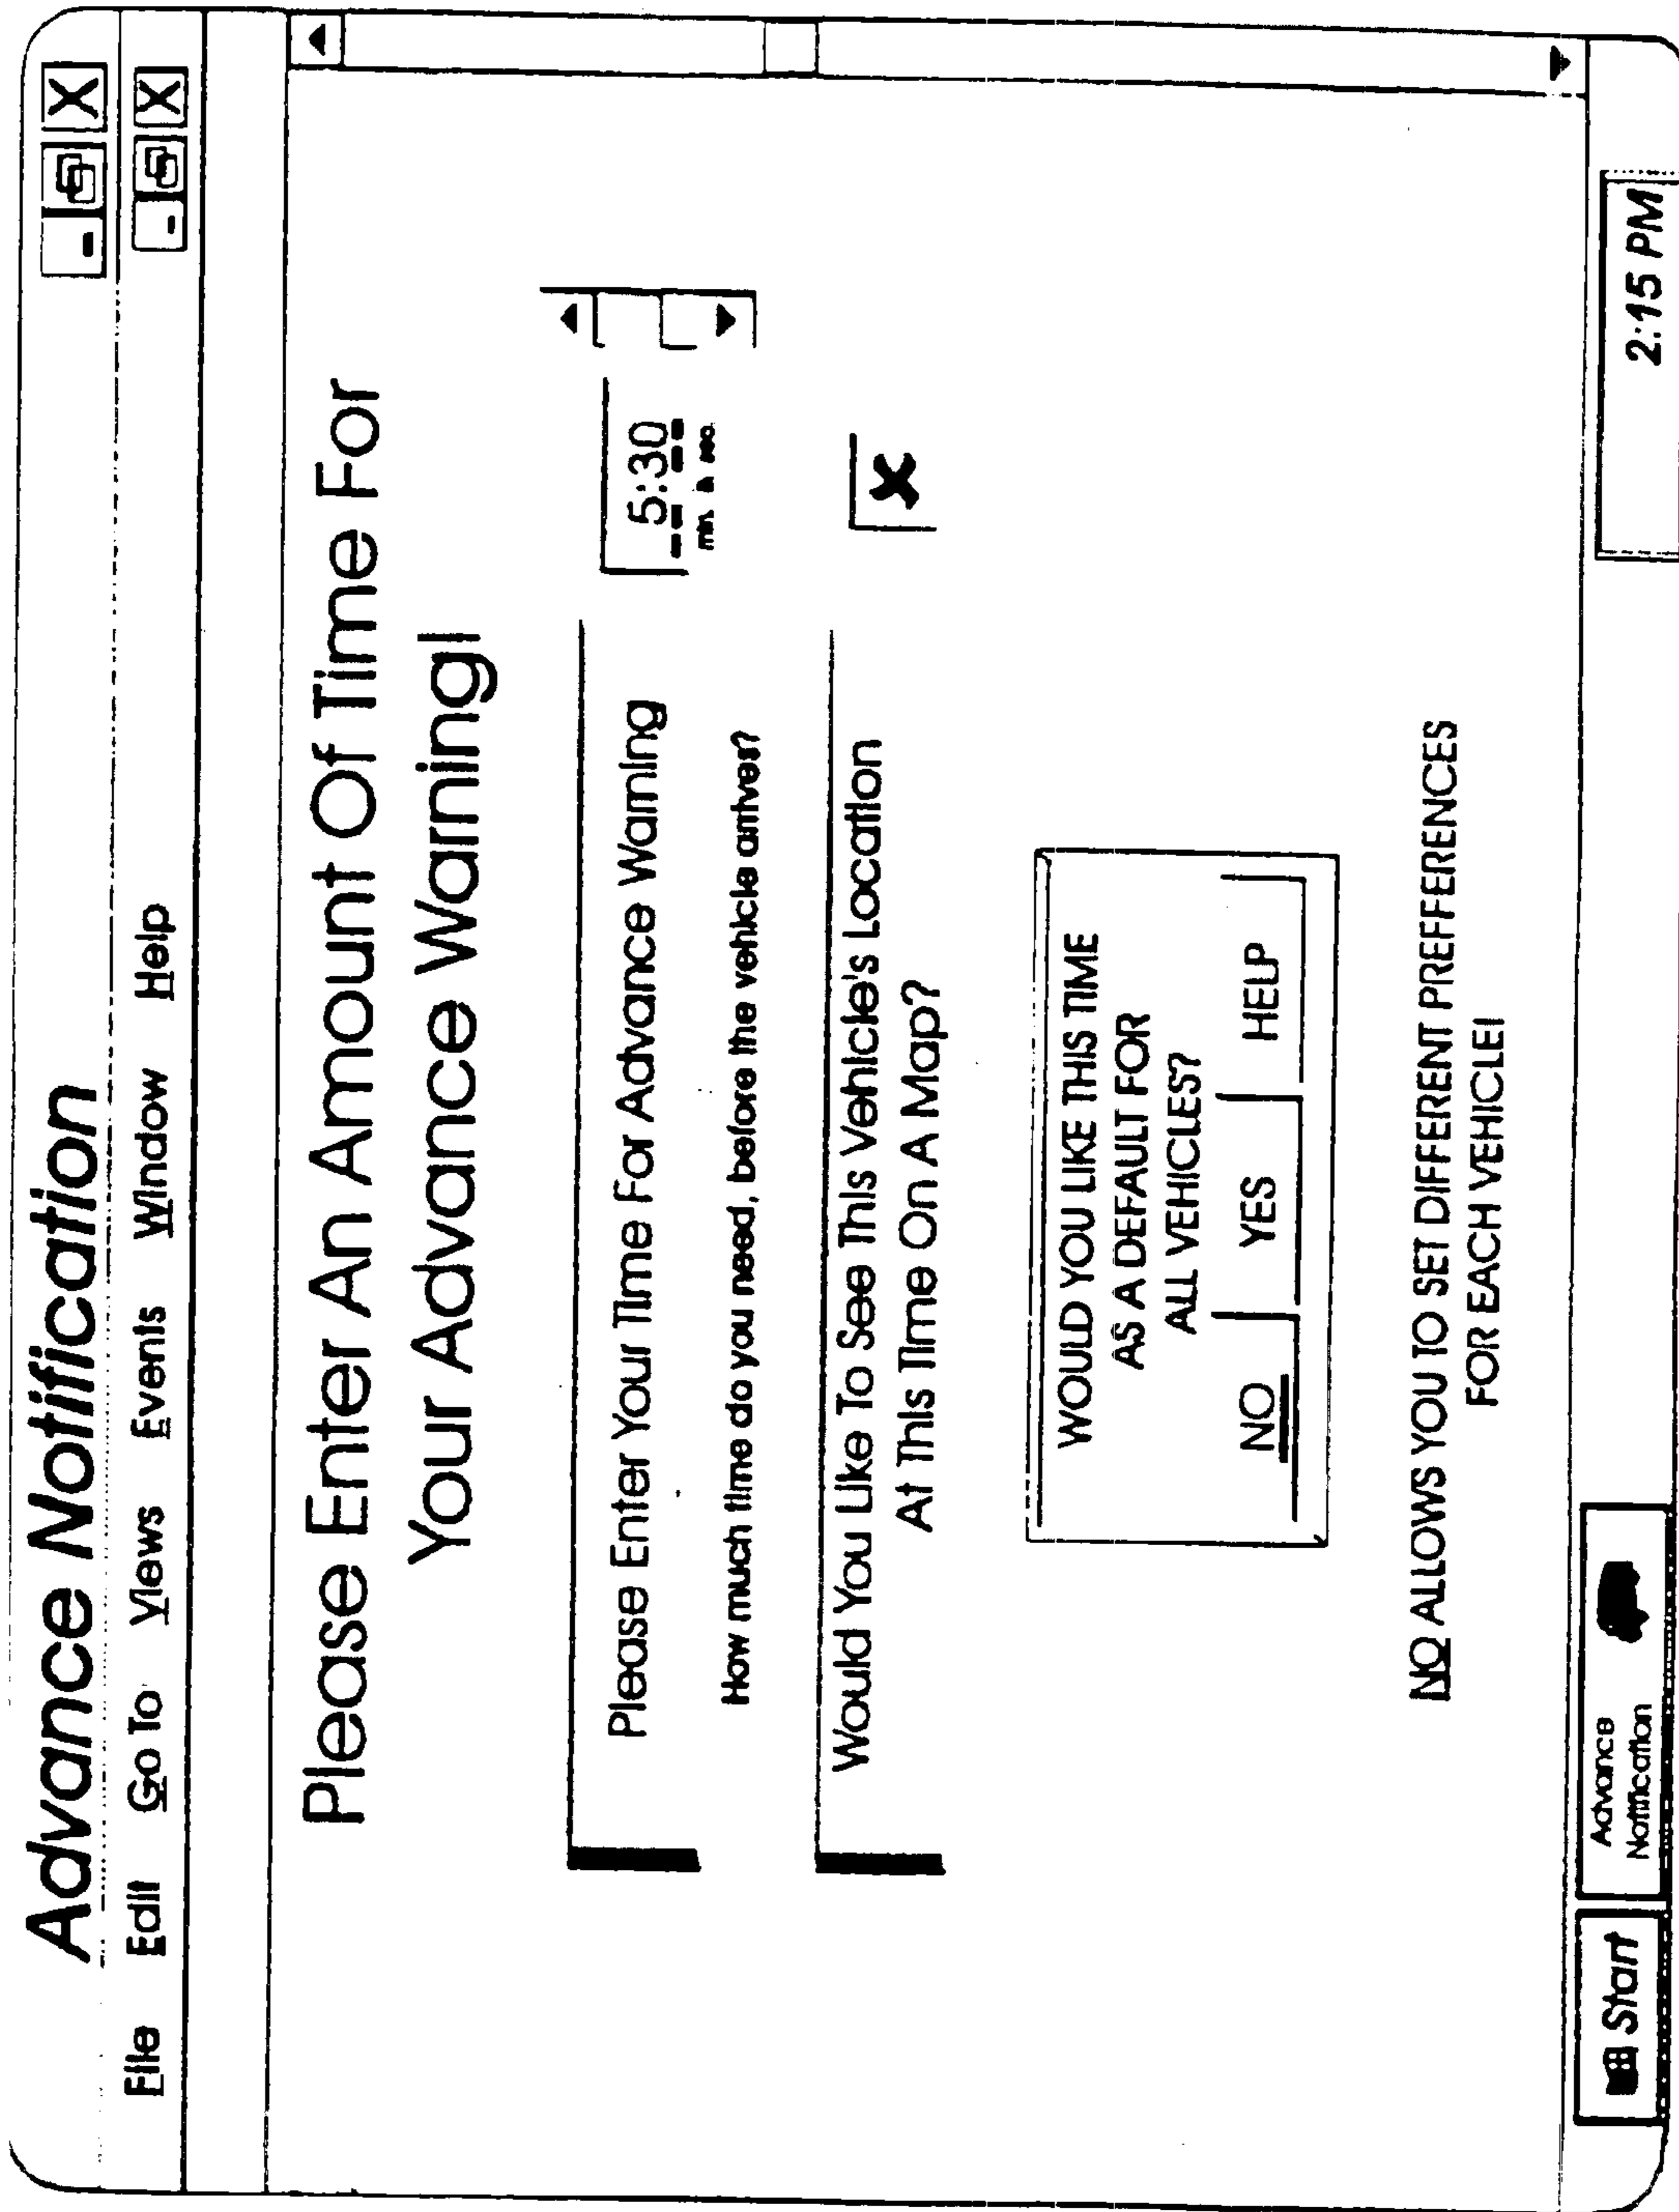 Advance Notification
File Edit Go To Views Events Window Help
Please Enter An Amount Of Time For
Your Advance Warning!
Please Enter Your Time For Advance Warning
5:30
min. & sec.
How much time do you need, before the vehicle arrives?
Would You Like To See This Vehicle's Location
At This Time On A Map?
WOULD YOU LIKE THIS TIME
AS A DEFAULT FOR
ALL VEHICLES?
NO YES HELP
NO ALLOWS YOU TO SET DIFFERENT PREFFERENCES
FOR EACH VEHICLE!
Start
Advance
Notification
2:15 PM